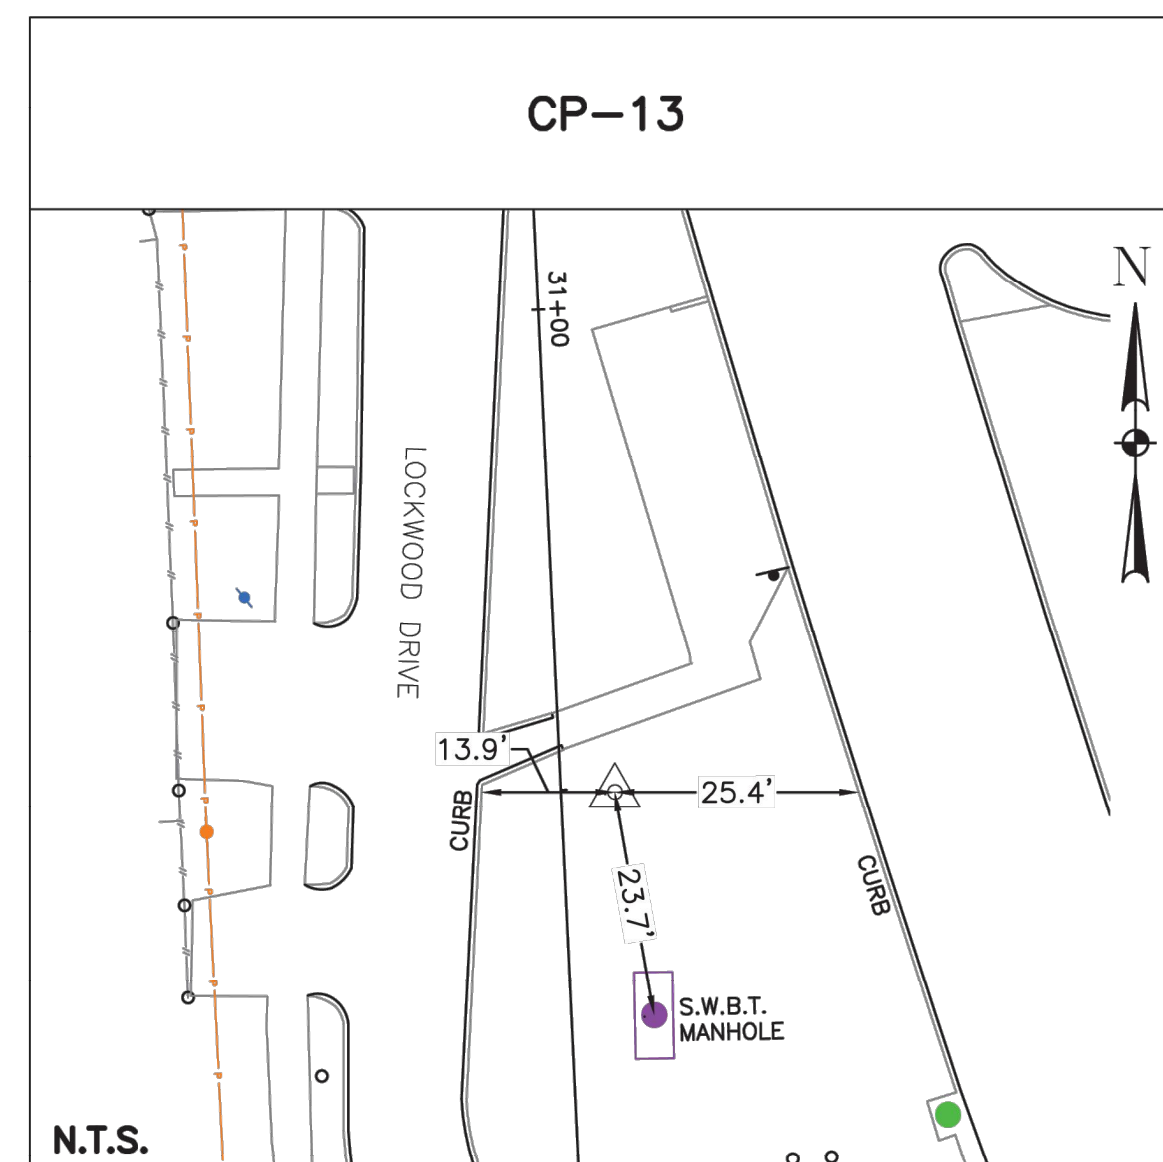 CP-13
N
31+00
LOCKWOOD DRIVE
13.9'
25.4'
CURB
CURB
23.7'
S.W.B.T.
MANHOLE
N.T.S.
P
P
P
P
P
P
P
P
P
P